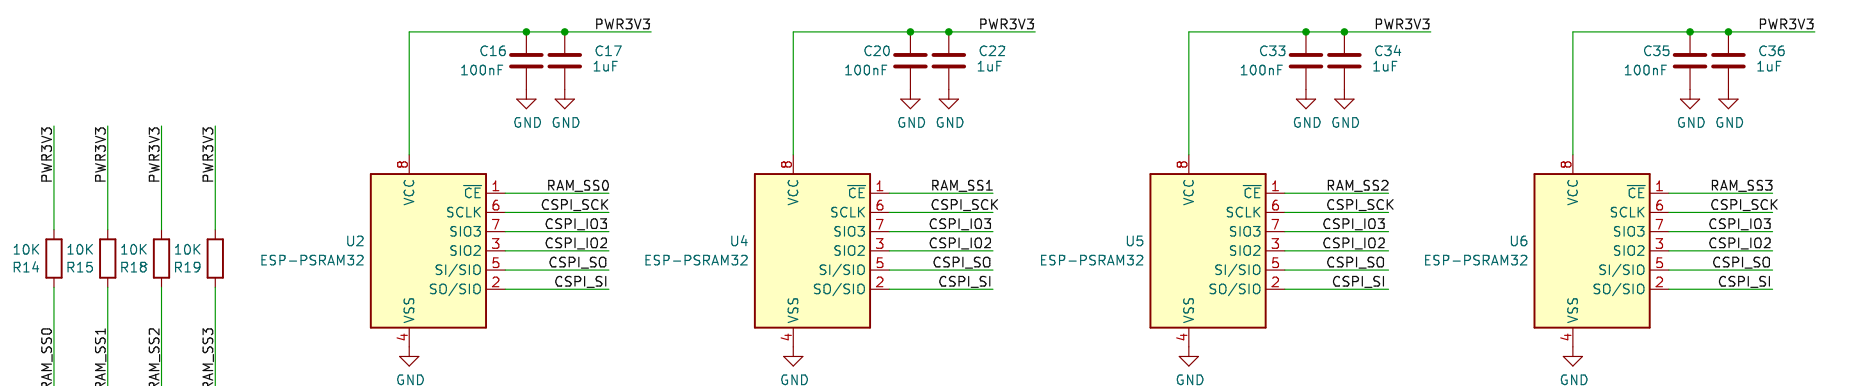 PWR3V3
PWR3V3
PWR3V3
PWR3V3
10K
R14
10K
R15
10K
R18
10K
R19
RAM_SS0
RAM_SS1
RAM_SS2
RAM_SS3
PWR3V3
C16
100nF
C17
1uF
GND
GND
8
VCC
U2
ESP-PSRAM32
CE 1 RAM_SS0
SCLK 6 CSPI_SCK
SIO3 7 CSPI_IO3
SIO2 3 CSPI_IO2
SI/SIO 5 CSPI_SO
SO/SIO 2 CSPI_SI
VSS
4
GND
PWR3V3
C20
100nF
C22
1uF
GND
GND
8
VCC
U4
ESP-PSRAM32
CE 1 RAM_SS1
SCLK 6 CSPI_SCK
SIO3 7 CSPI_IO3
SIO2 3 CSPI_IO2
SI/SIO 5 CSPI_SO
SO/SIO 2 CSPI_SI
VSS
4
GND
PWR3V3
C33
100nF
C34
1uF
GND
GND
8
VCC
U5
ESP-PSRAM32
CE 1 RAM_SS2
SCLK 6 CSPI_SCK
SIO3 7 CSPI_IO3
SIO2 3 CSPI_IO2
SI/SIO 5 CSPI_SO
SO/SIO 2 CSPI_SI
VSS
4
GND
PWR3V3
C35
100nF
C36
1uF
GND
GND
8
VCC
U6
ESP-PSRAM32
CE 1 RAM_SS3
SCLK 6 CSPI_SCK
SIO3 7 CSPI_IO3
SIO2 3 CSPI_IO2
SI/SIO 5 CSPI_SO
SO/SIO 2 CSPI_SI
VSS
4
GND